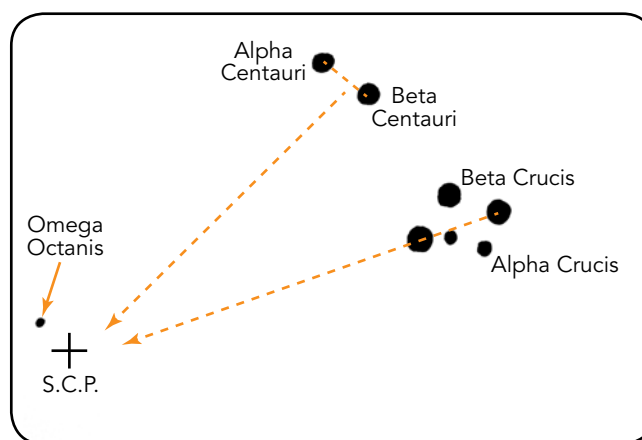 Alpha
Centauri
Beta
Centauri
Beta Crucis
Alpha Crucis
Omega
Octanis
S.C.P.